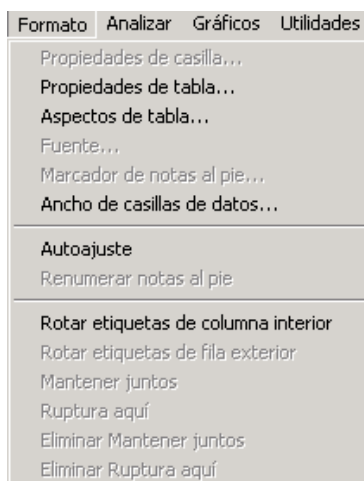 Formato Analizar Gráficos Utilidades
Propiedades de casilla...
Propiedades de tabla...
Aspectos de tabla...
Fuente...
Marcador de notas al pie...
Ancho de casillas de datos...
Autoajuste
Renumerar notas al pie
Rotar etiquetas de columna interior
Rotar etiquetas de fila exterior
Mantener juntos
Ruptura aquí
Eliminar Mantener juntos
Eliminar Ruptura aquí